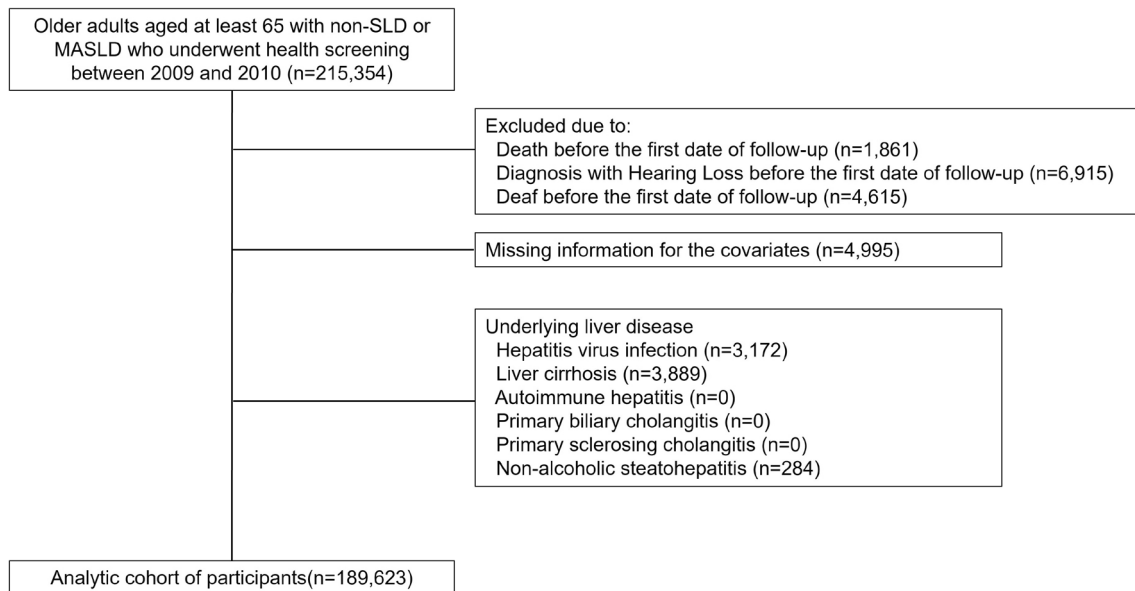 Older adults aged at least 65 with non-SLD or
MASLD who underwent health screening
between 2009 and 2010 (n=215,354)
Excluded due to:
Death before the first date of follow-up (n=1,861)
Diagnosis with Hearing Loss before the first date of follow-up (n=6,915)
Deaf before the first date of follow-up (n=4,615)
Missing information for the covariates (n=4,995)
Underlying liver disease
Hepatitis virus infection (n=3,172)
Liver cirrhosis (n=3,889)
Autoimmune hepatitis (n=0)
Primary biliary cholangitis (n=0)
Primary sclerosing cholangitis (n=0)
Non-alcoholic steatohepatitis (n=284)
Analytic cohort of participants(n=189,623)